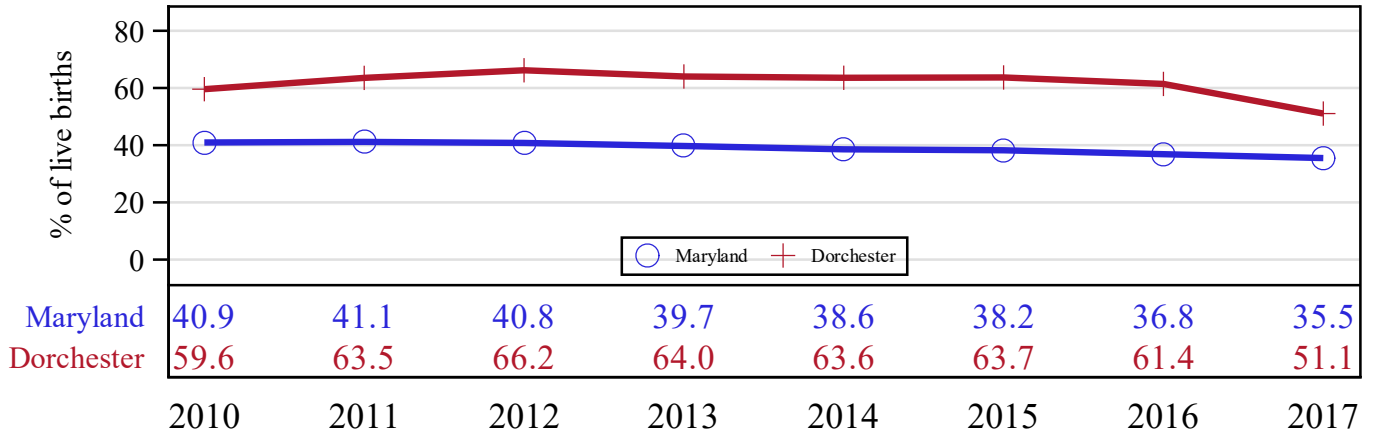 % of live births
80
60
40
20
0
Maryland Dorchester
Maryland 40.9 41.1 40.8 39.7 38.6 38.2 36.8 35.5
Dorchester 59.6 63.5 66.2 64.0 63.6 63.7 61.4 51.1
2010 2011 2012 2013 2014 2015 2016 2017